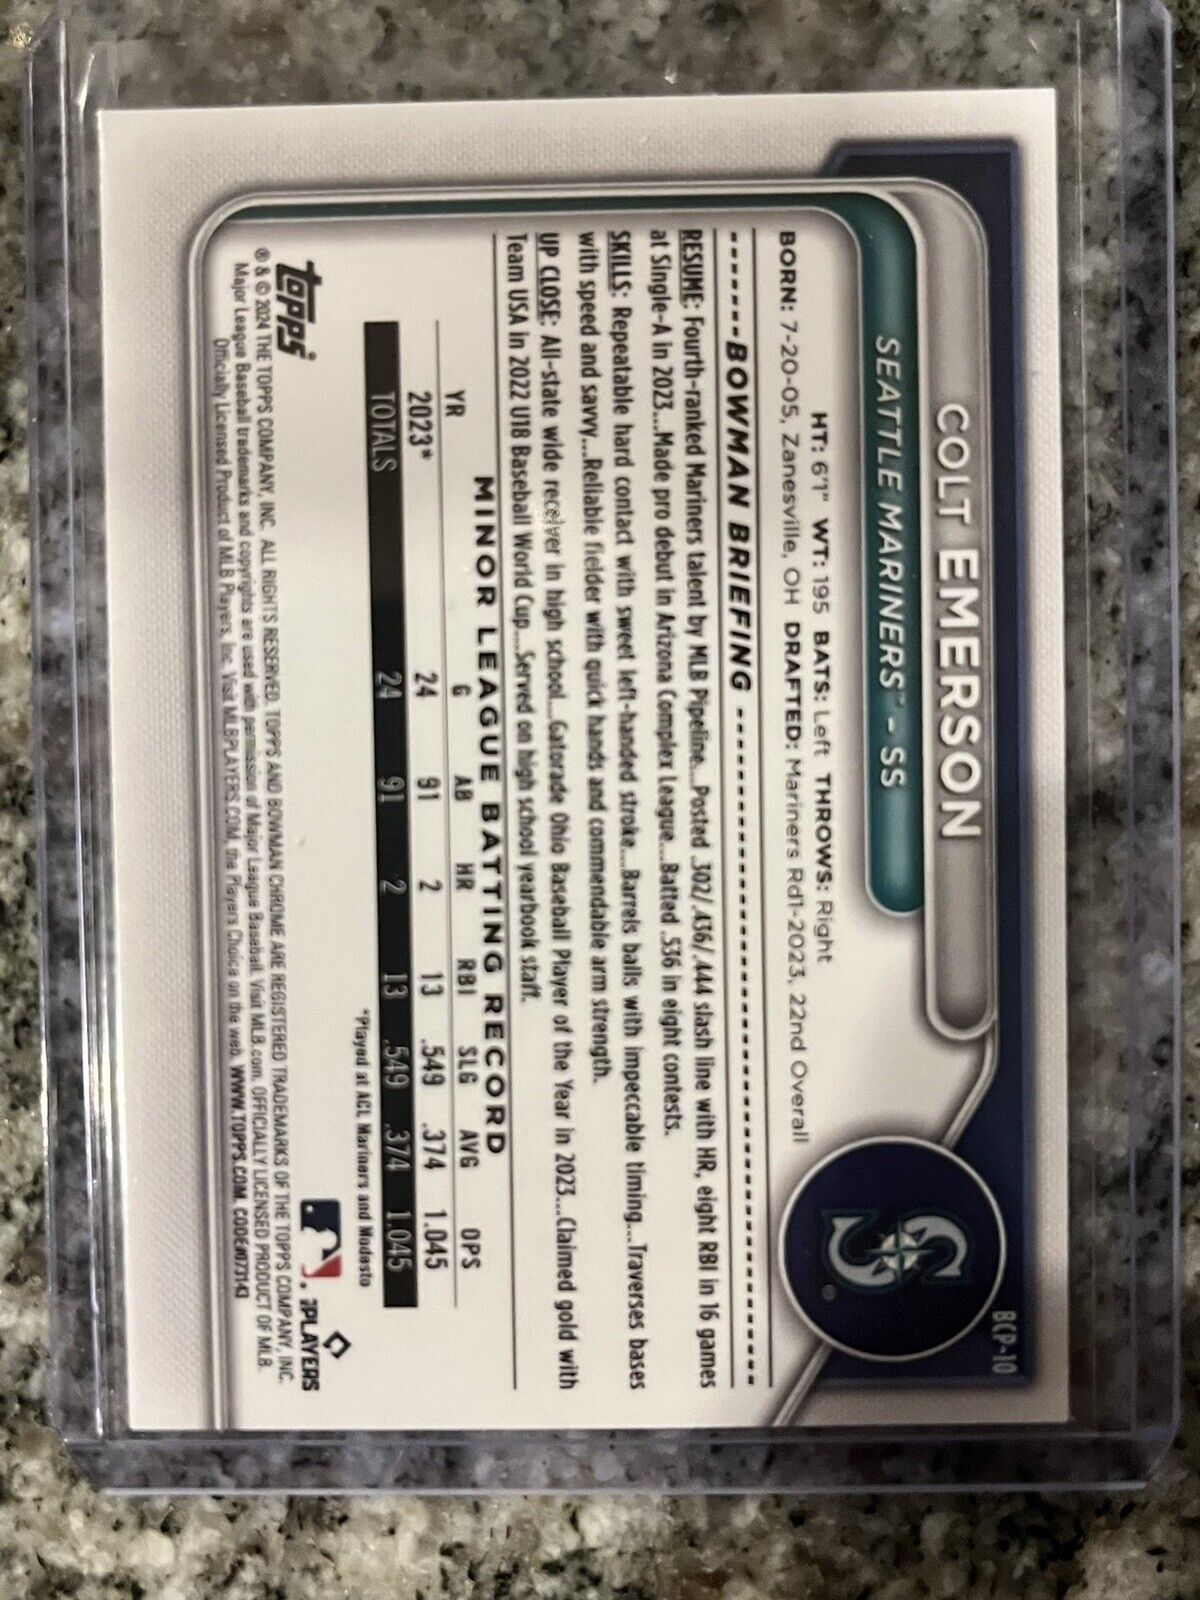 BCP-10
COLT EMERSON
SEATTLE MARINERS™ - SS
HT: 6'1" WT: 195 BATS: Left THROWS: Right
BORN: 7-20-05, Zanesville, OH DRAFTED: Mariners Rd1-2023, 22nd Overall
BOWMAN BRIEFING
RESUME: Fourth-ranked Mariners talent by MLB Pipeline...Posted .302/.436/.444 slash line with HR, eight RBI in 16 games
at Single-A in 2023...Made pro debut in Arizona Complex League...Batted .536 in eight contests.
SKILLS: Repeatable hard contact with sweet left-handed stroke...Barrels balls with impeccable timing...Traverses bases
with speed and savvy...Reliable fielder with quick hands and commendable arm strength.
UP CLOSE: All-state wide receiver in high school...Gatorade Ohio Baseball Player of the Year in 2023...Claimed gold with
Team USA in 2022 U18 Baseball World Cup...Served on high school yearbook staff.
MINOR LEAGUE BATTING RECORD
YR G AB HR RBI SLG AVG OPS
2023* 24 91 2 13 .549 .374 1.045
TOTALS 24 91 2 13 .549 .374 1.045
*Played at ACL Mariners and Modesto
topps
PLAYERS
® & © 2024 THE TOPPS COMPANY, INC. ALL RIGHTS RESERVED. TOPPS AND BOWMAN CHROME ARE REGISTERED TRADEMARKS OF THE TOPPS COMPANY, INC.
Major League Baseball trademarks and copyrights are used with permission of Major League Baseball. Visit MLB.com. OFFICIALLY LICENSED PRODUCT OF MLB.
Officially Licensed Product of MLB Players, Inc. Visit MLBPLAYERS.COM, the Players Choice on the web. WWW.TOPPS.COM. CODE#073143